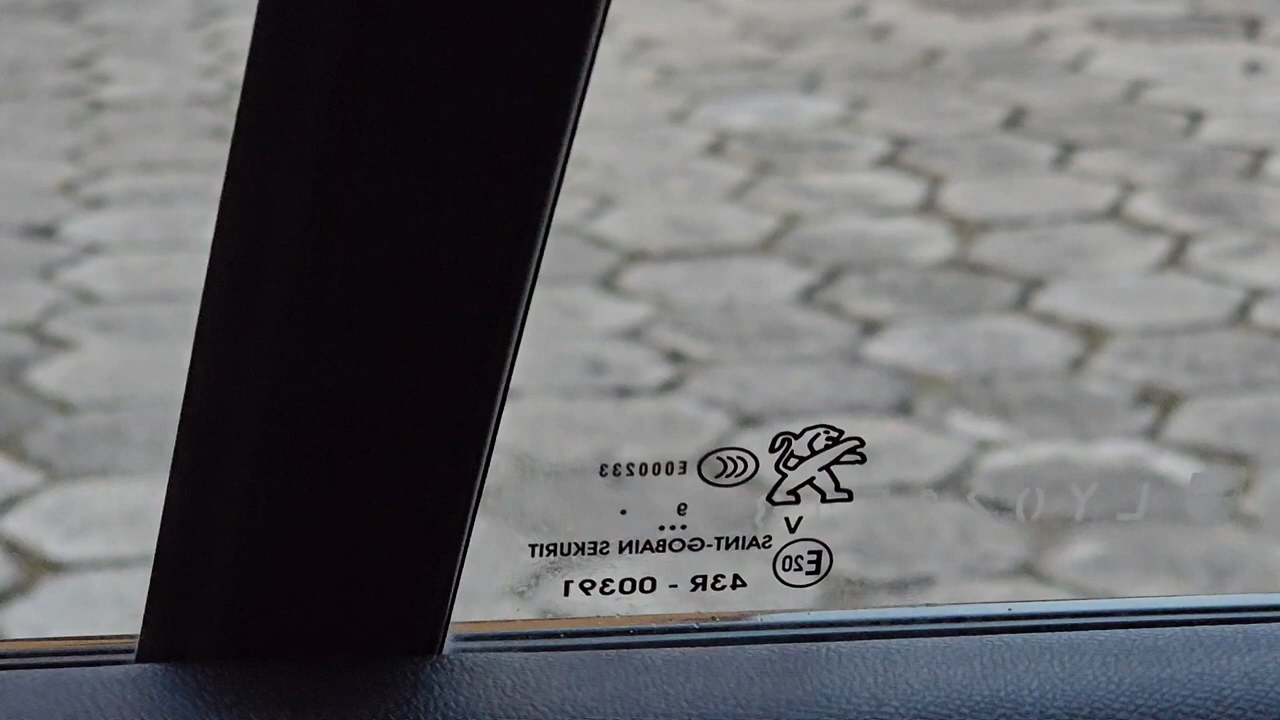 E000233
9
. ...
V
SAINT-GOBAIN SEKURIT
E20
43R - 00391